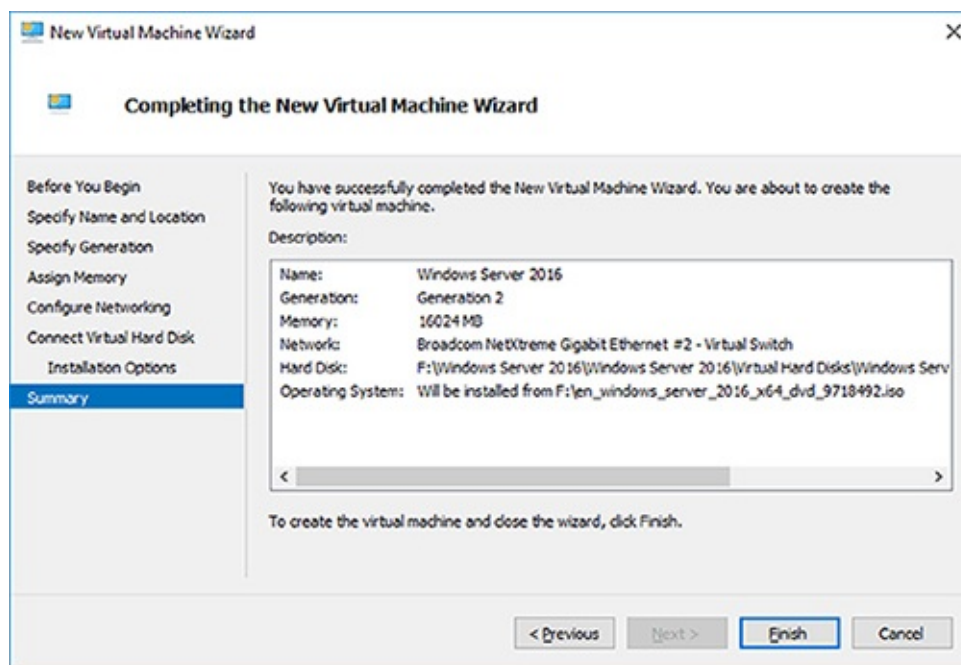 New Virtual Machine Wizard
Completing the New Virtual Machine Wizard
Before You Begin
Specify Name and Location
Specify Generation
Assign Memory
Configure Networking
Connect Virtual Hard Disk
Installation Options
Summary
You have successfully completed the New Virtual Machine Wizard. You are about to create the
following virtual machine.
Description:
Name: Windows Server 2016
Generation: Generation 2
Memory: 16024 MB
Network: Broadcom NetXtreme Gigabit Ethernet #2 - Virtual Switch
Hard Disk: F:\Windows Server 2016\Windows Server 2016\Virtual Hard Disks\Windows Serv
Operating System: Will be installed from F:\en_windows_server_2016_x64_dvd_9718492.iso
To create the virtual machine and close the wizard, click Finish.
< Previous
Next >
Finish
Cancel